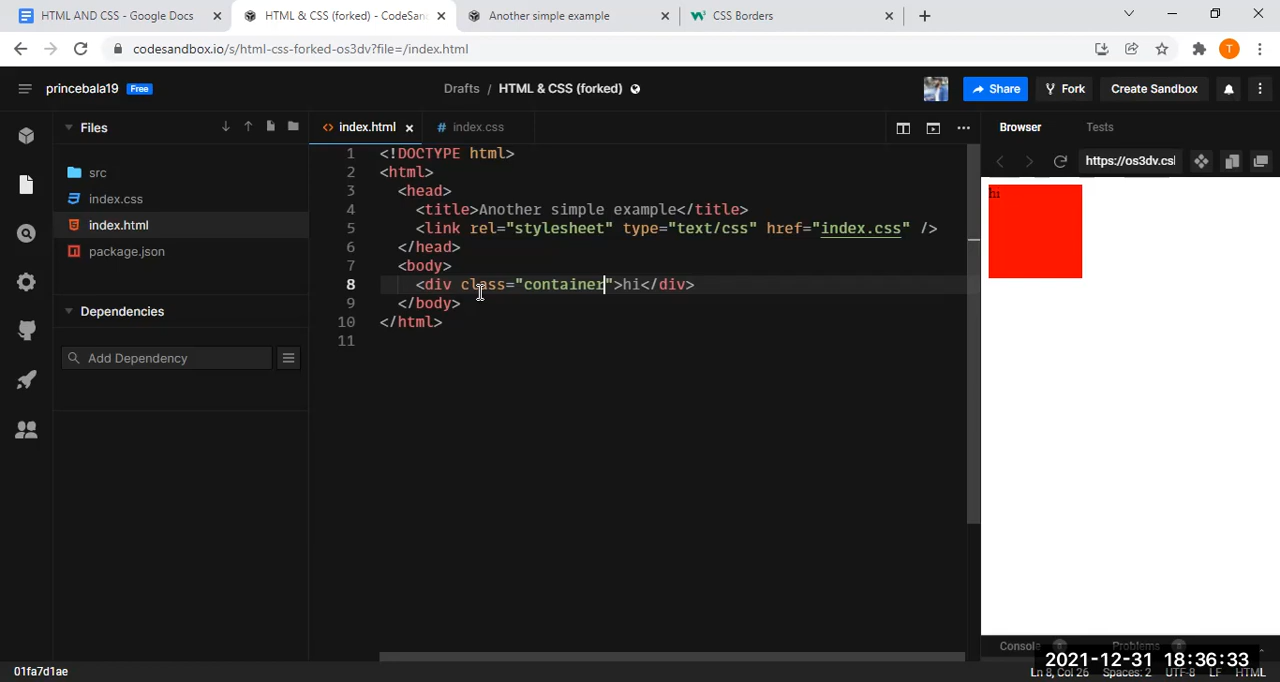 HTML AND CSS - Google Docs
HTML & CSS (forked) - CodeSan
Another simple example
CSS Borders
codesandbox.io/s/html-css-forked-os3dv?file=/index.html
T
princebala19 Free
Drafts / HTML & CSS (forked)
Share
Fork
Create Sandbox
Files
src
index.css
index.html
package.json
Dependencies
Add Dependency
<> index.html
# index.css
1 <!DOCTYPE html>
2 <html>
3 <head>
4 <title>Another simple example</title>
5 <link rel="stylesheet" type="text/css" href="index.css" />
6 </head>
7 <body>
8 <div class="container">hi</div>
9 </body>
10 </html>
11
Browser
Tests
https://os3dv.csl
hi
Console
Problems
2021-12-31 18:36:33
01fa7d1ae
Ln 8, Col 26 Spaces: 2 UTF-8 LF HTML